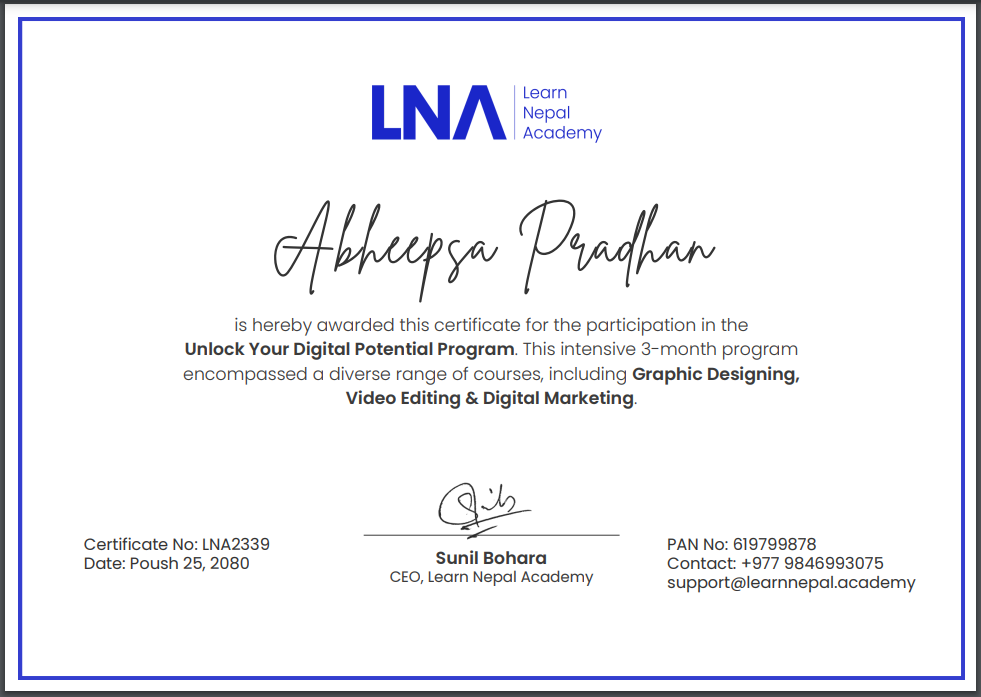 LNA
Learn
Nepal
Academy
Abheepsa Pradhan
is hereby awarded this certificate for the participation in the
Unlock Your Digital Potential Program. This intensive 3-month program
encompassed a diverse range of courses, including Graphic Designing,
Video Editing & Digital Marketing.
Certificate No: LNA2339
Date: Poush 25, 2080
Sunil Bohara
CEO, Learn Nepal Academy
PAN No: 619799878
Contact: +977 9846993075
support@learnnepal.academy